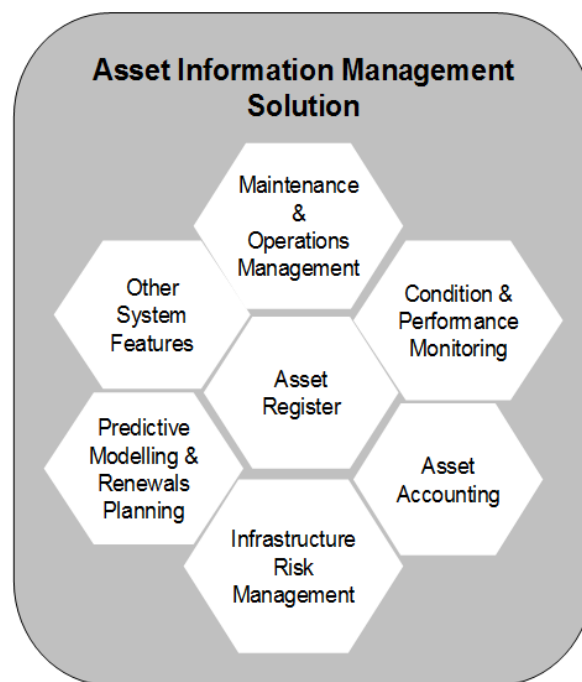 Asset Information Management
Solution
Maintenance
&
Operations
Management
Other
System
Features
Condition &
Performance
Monitoring
Asset
Register
Predictive
Modelling &
Renewals
Planning
Asset
Accounting
Infrastructure
Risk
Management